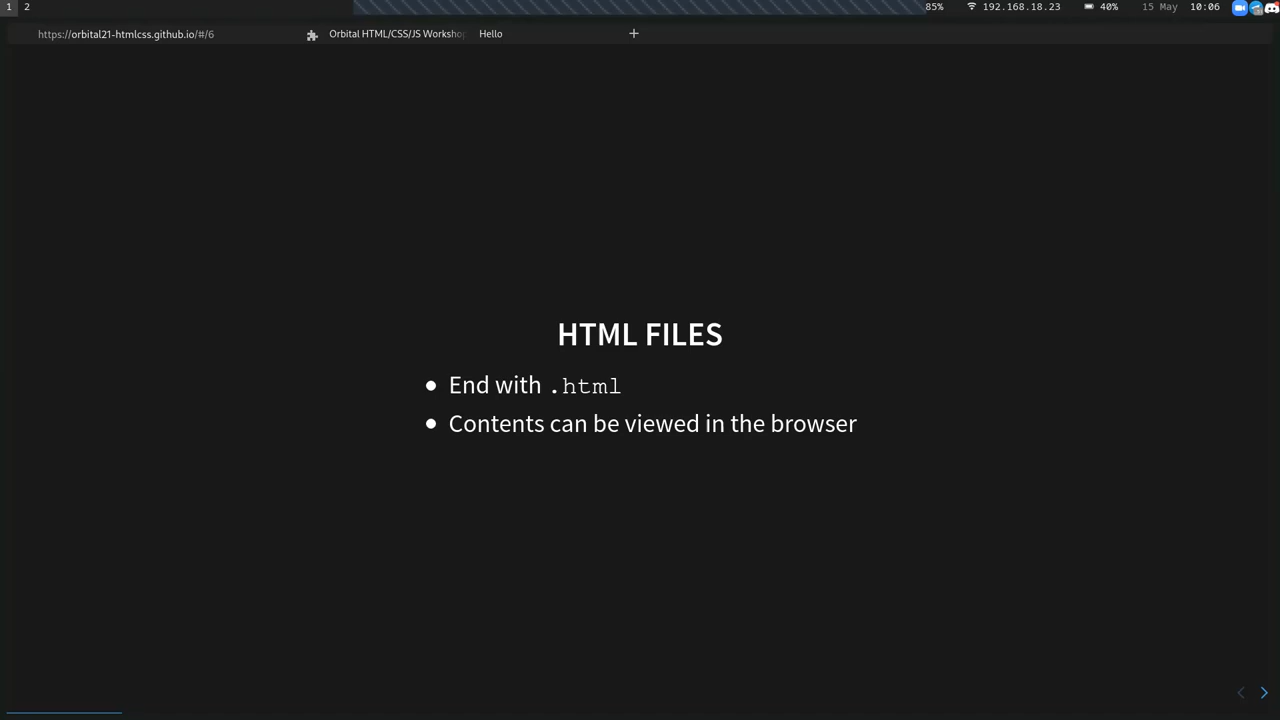 1 2 85% 192.168.18.23 40% 15 May 10:06
https://orbital21-htmlcss.github.io/#/6 Orbital HTML/CSS/JS Workshop Hello +
HTML FILES
End with .html
Contents can be viewed in the browser